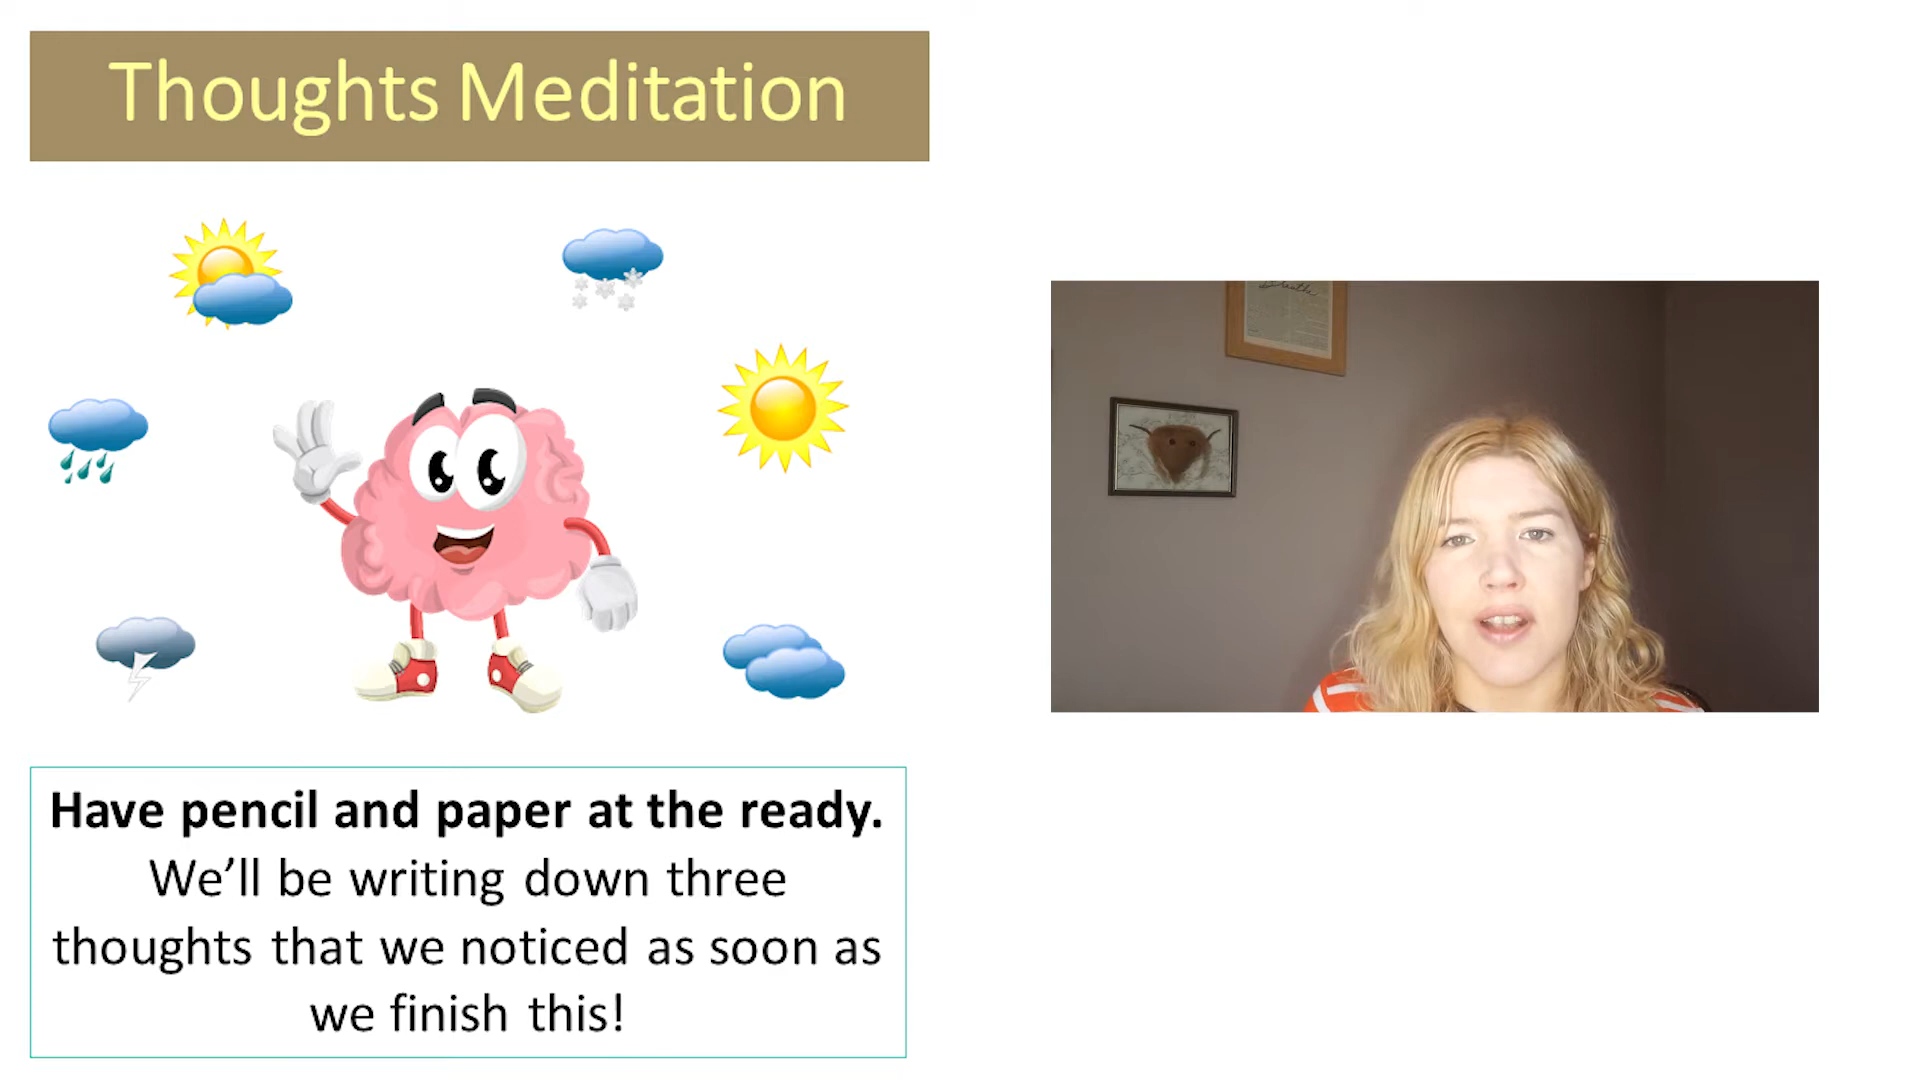 Thoughts Meditation
Breathe
Have pencil and paper at the ready.
We'll be writing down three
thoughts that we noticed as soon as
we finish this!